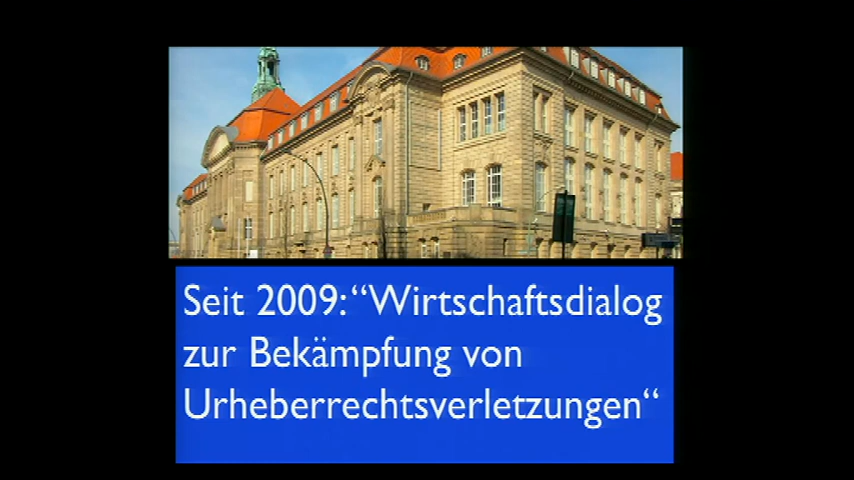 Seit 2009: “Wirtschaftsdialog
zur Bekämpfung von
Urheberrechtsverletzungen“